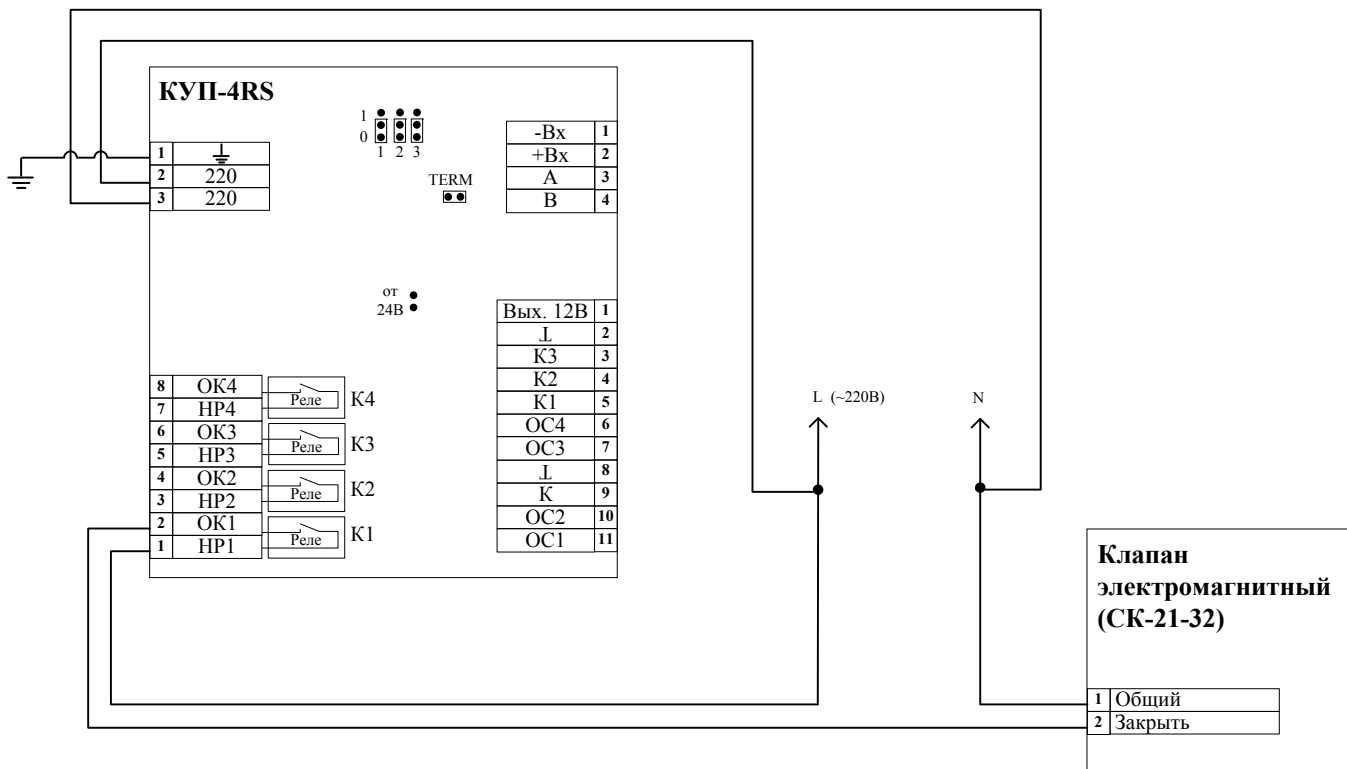 КУП-4RS
1
0
1 2 3
TERM
1
2 220
3 220
-Вх 1
+Вх 2
А 3
В 4
от
24В
Вых. 12В 1
2
К3 3
К2 4
К1 5
ОС4 6
ОС3 7
8
К 9
ОС2 10
ОС1 11
8 ОК4 Реле К4
7 НР4
6 ОК3 Реле К3
5 НР3
4 ОК2 Реле К2
3 НР2
2 ОК1 Реле К1
1 НР1
L (~220В)
N
Клапан
электромагнитный
(СК-21-32)
1 Общий
2 Закрыть